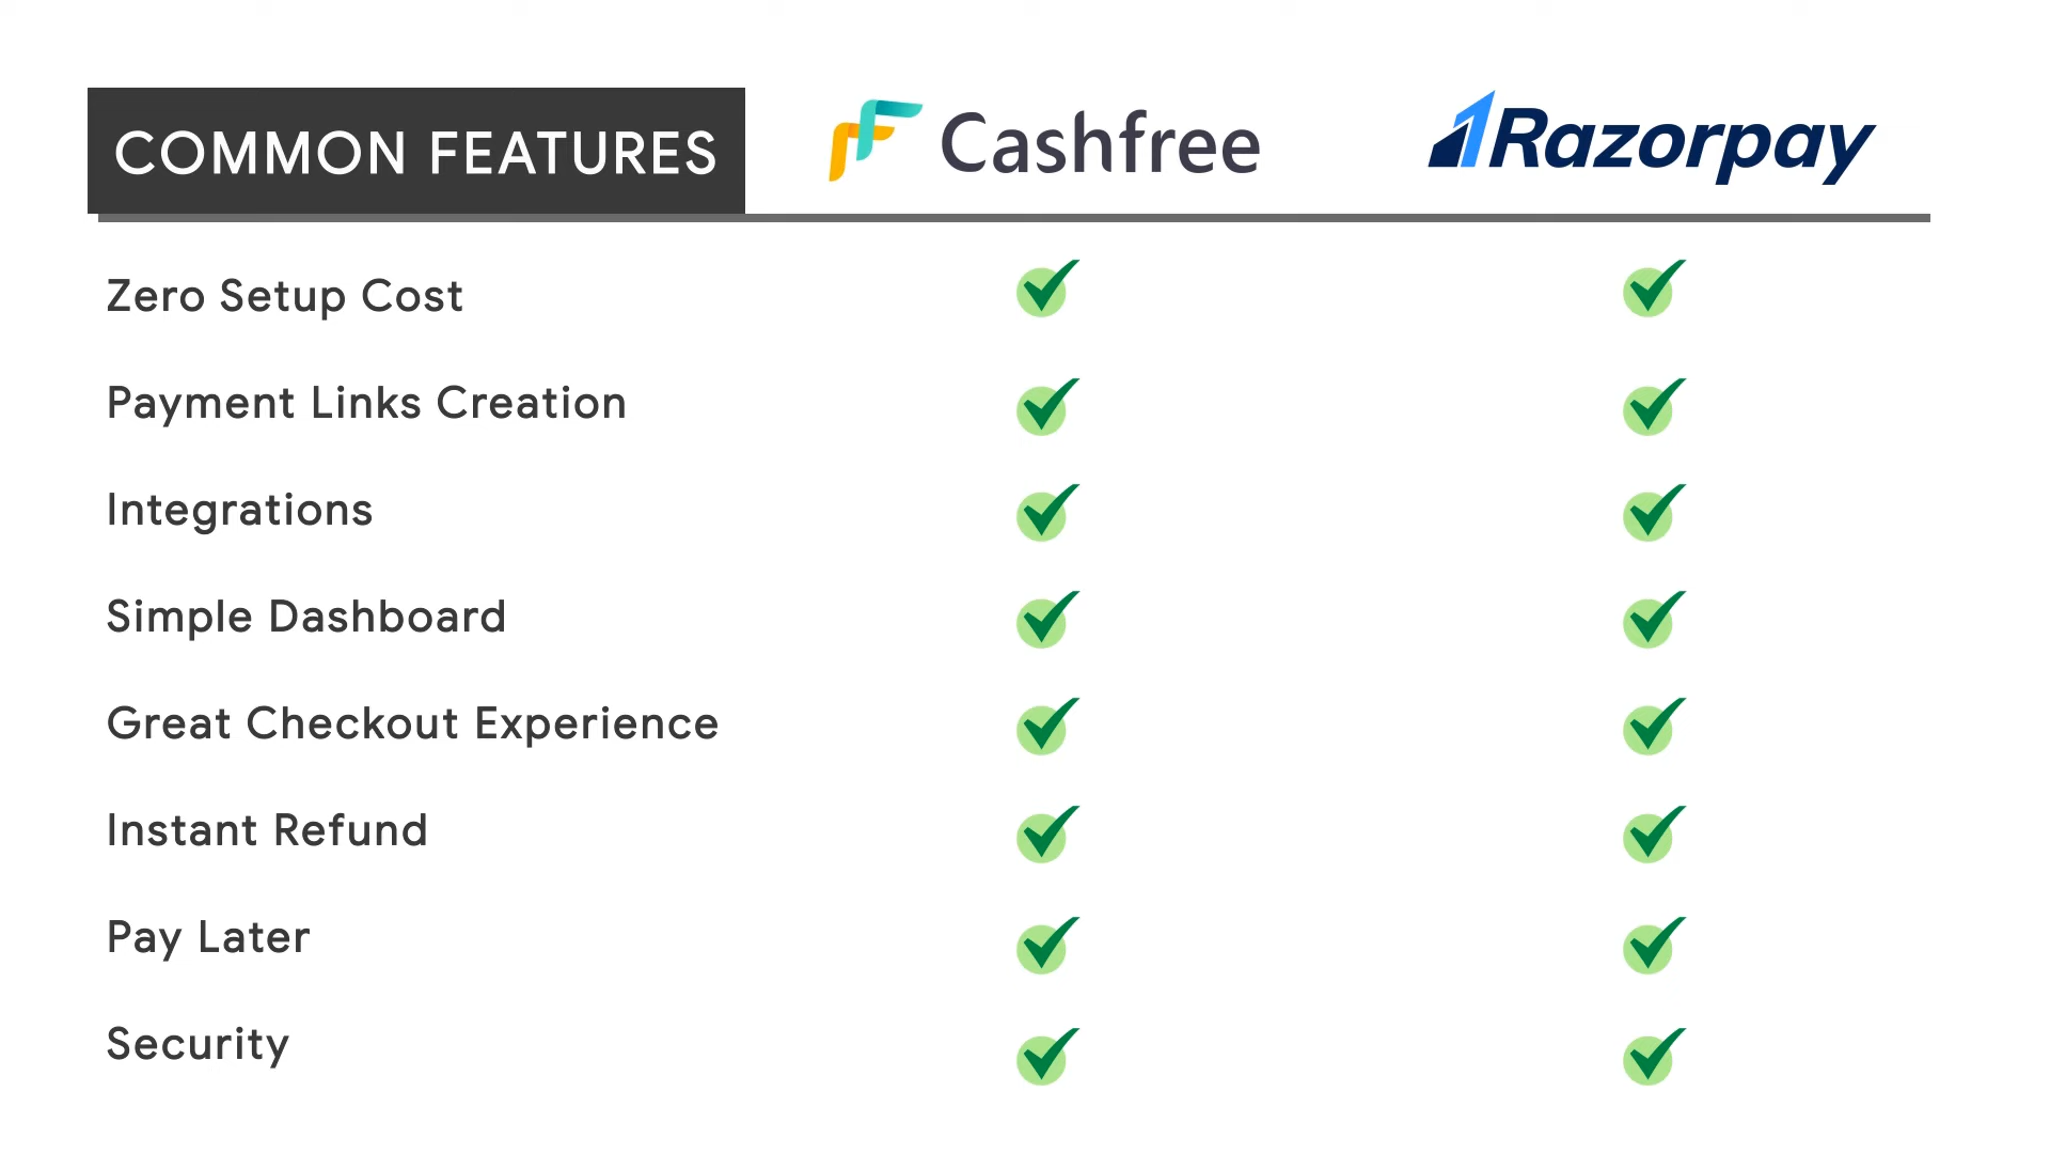 COMMON FEATURES Cashfree Razorpay
Zero Setup Cost
Payment Links Creation
Integrations
Simple Dashboard
Great Checkout Experience
Instant Refund
Pay Later
Security